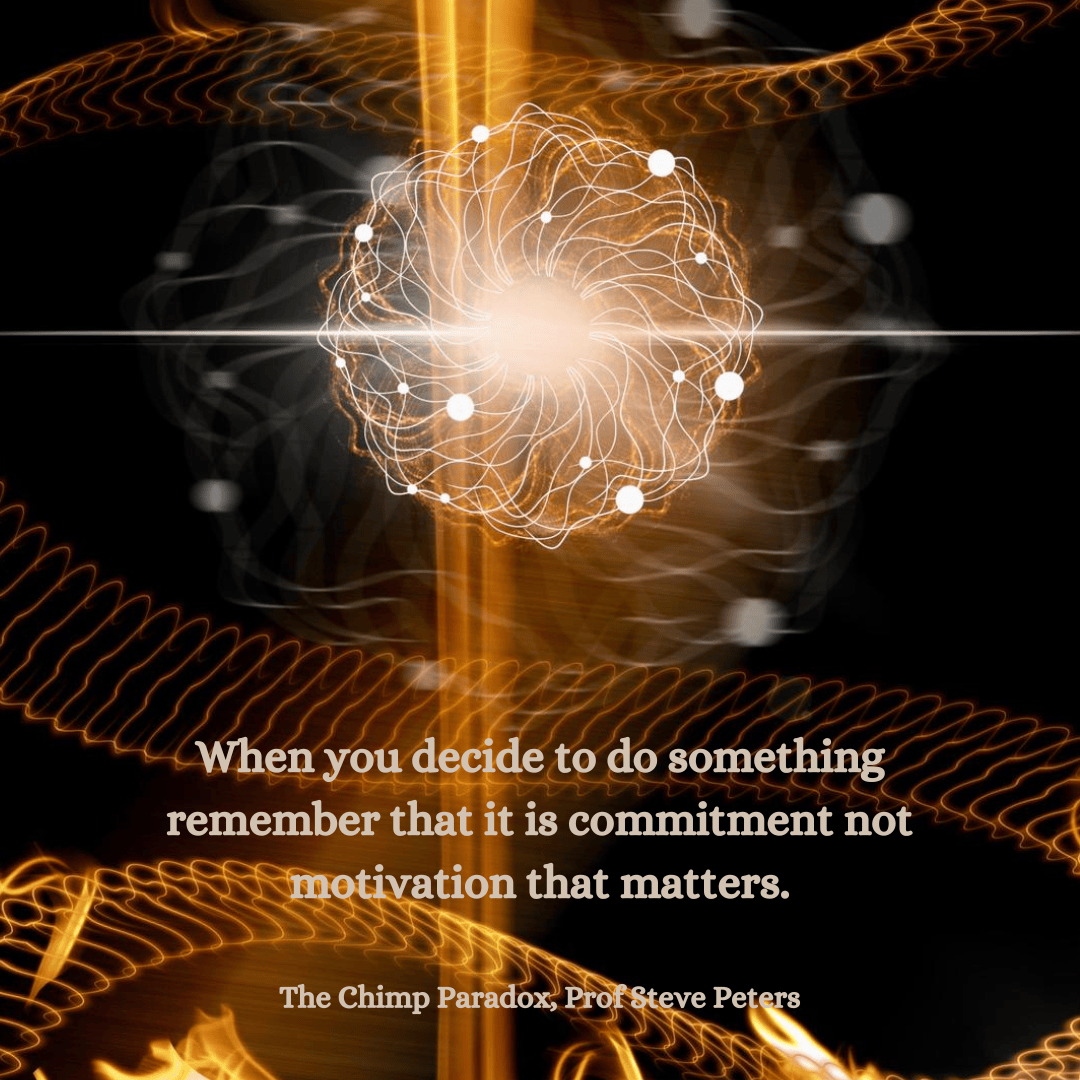 When you decide to do something
remember that it is commitment not
motivation that matters.
The Chimp Paradox, Prof Steve Peters